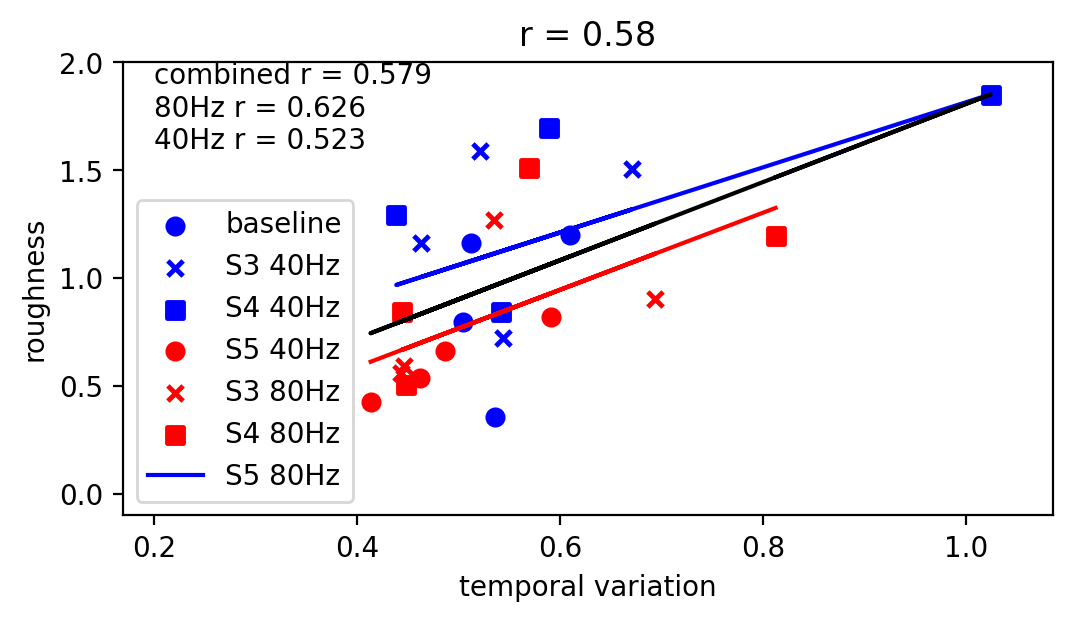 r = 0.58
combined r = 0.579
80Hz r = 0.626
40Hz r = 0.523
baseline
S3 40Hz
S4 40Hz
S5 40Hz
S3 80Hz
S4 80Hz
S5 80Hz
roughness
2.0
1.5
1.0
0.5
0.0
0.2 0.4 0.6 0.8 1.0
temporal variation